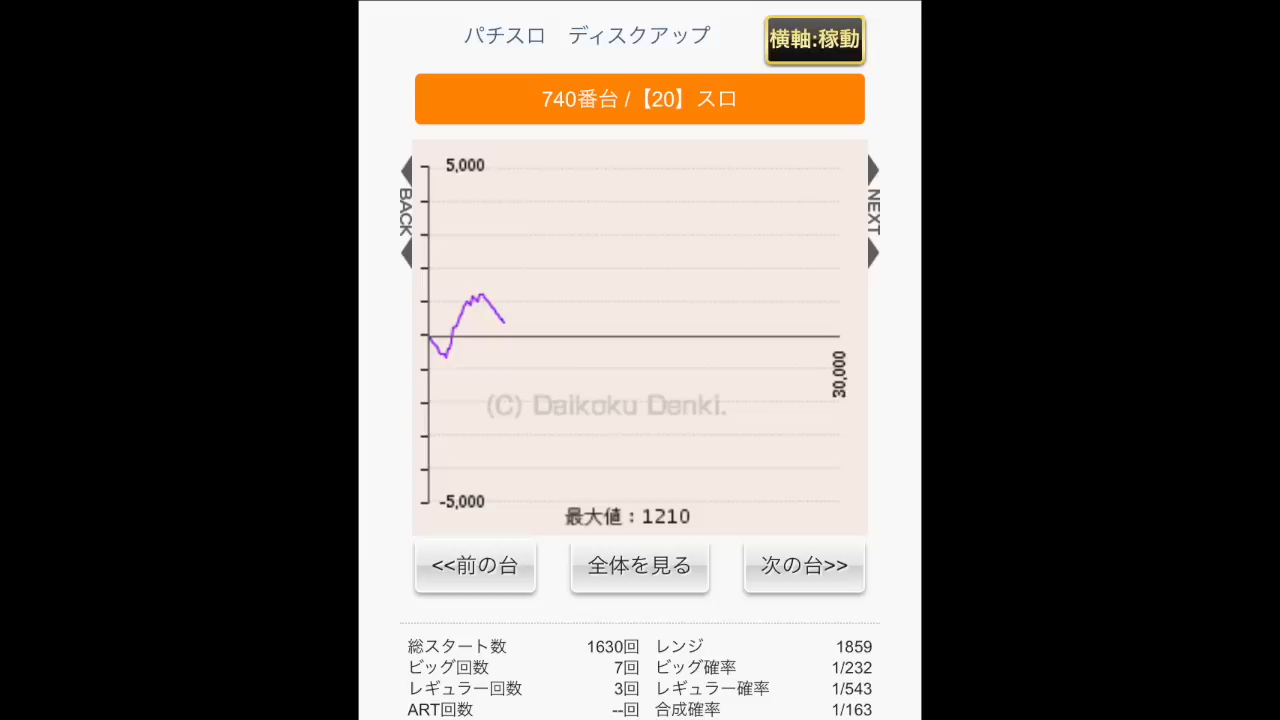 パチスロ ディスクアップ
横軸:稼動
740番台 /【20】スロ
5,000
BACK
NEXT
30,000
(C) Daikoku Denki.
-5,000
最大値：1210
<<前の台 全体を見る 次の台>>
総スタート数 1630回 レンジ 1859
ビッグ回数 7回 ビッグ確率 1/232
レギュラー回数 3回 レギュラー確率 1/543
ART回数 --回 合成確率 1/163